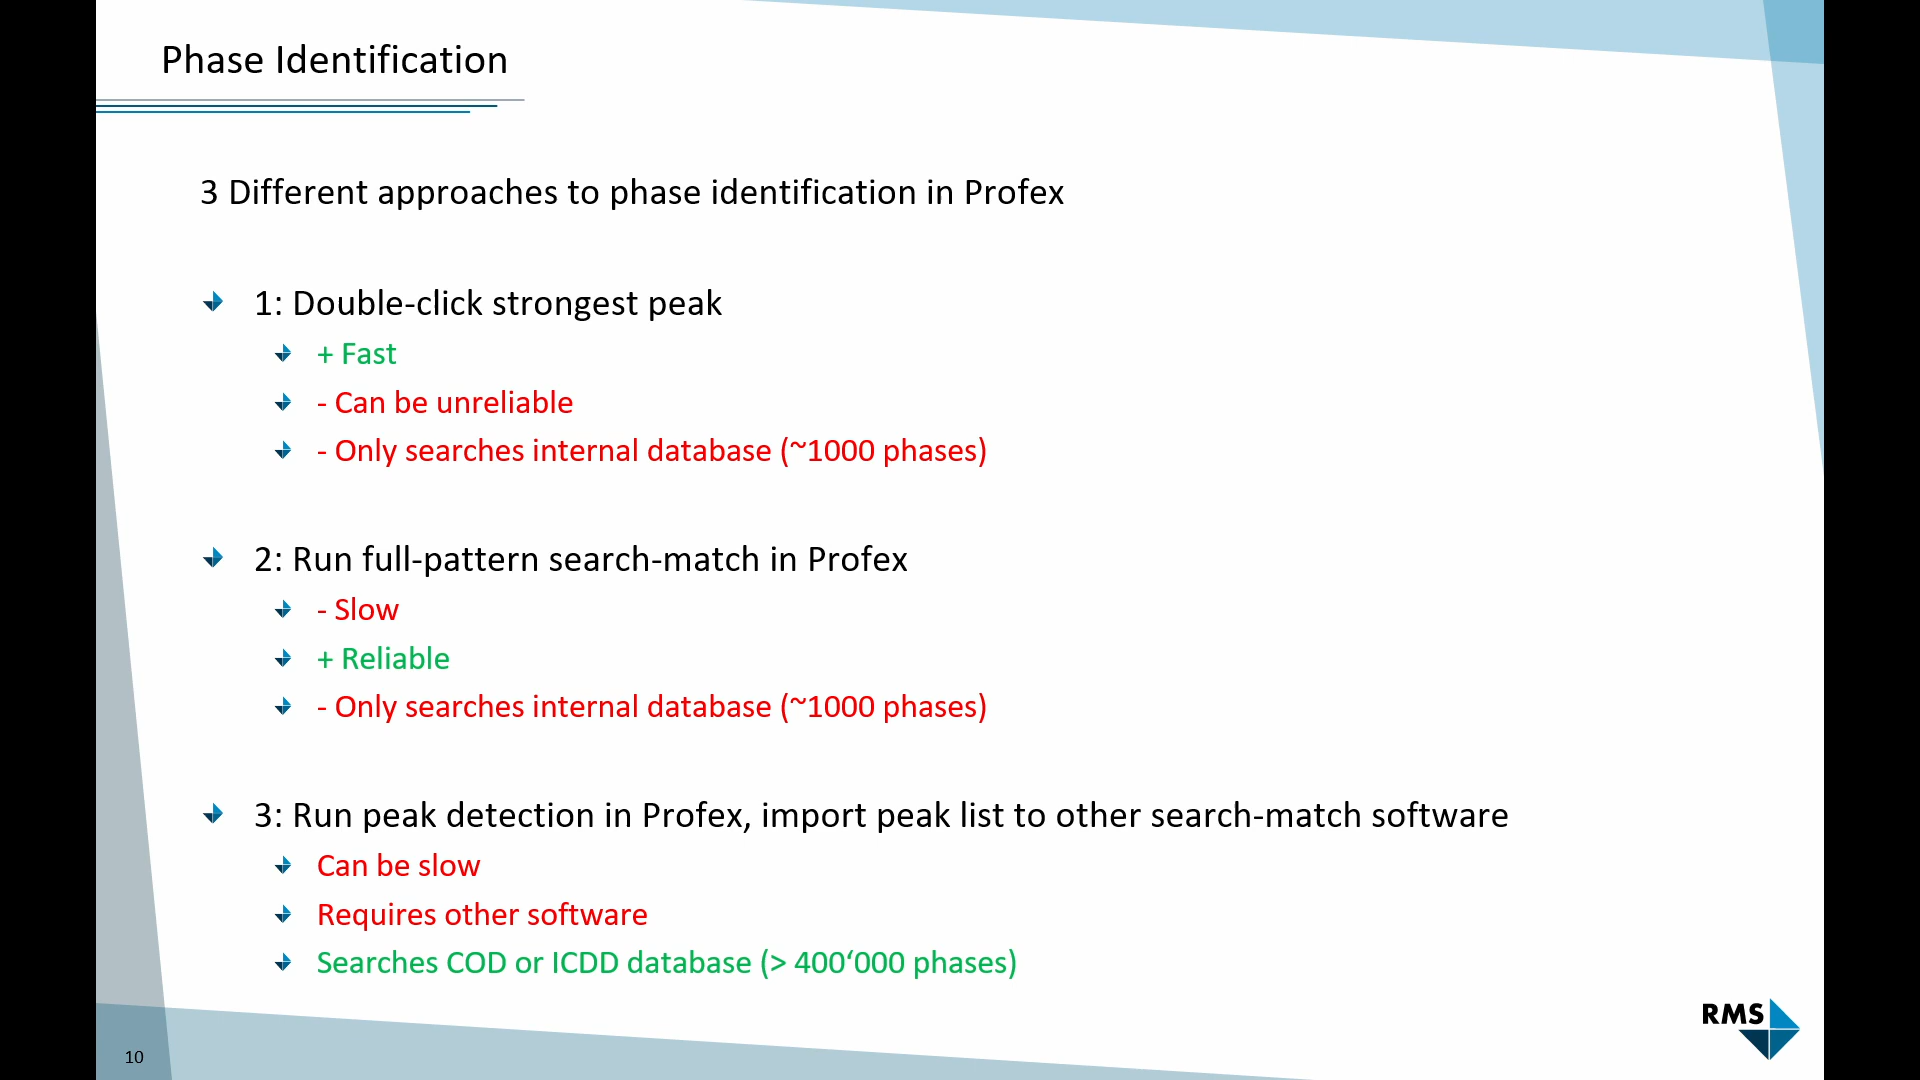 Phase Identification
3 Different approaches to phase identification in Profex
1: Double-click strongest peak
+ Fast
- Can be unreliable
- Only searches internal database (~1000 phases)
2: Run full-pattern search-match in Profex
- Slow
+ Reliable
- Only searches internal database (~1000 phases)
3: Run peak detection in Profex, import peak list to other search-match software
Can be slow
Requires other software
Searches COD or ICDD database (> 400‘000 phases)
RMS
10